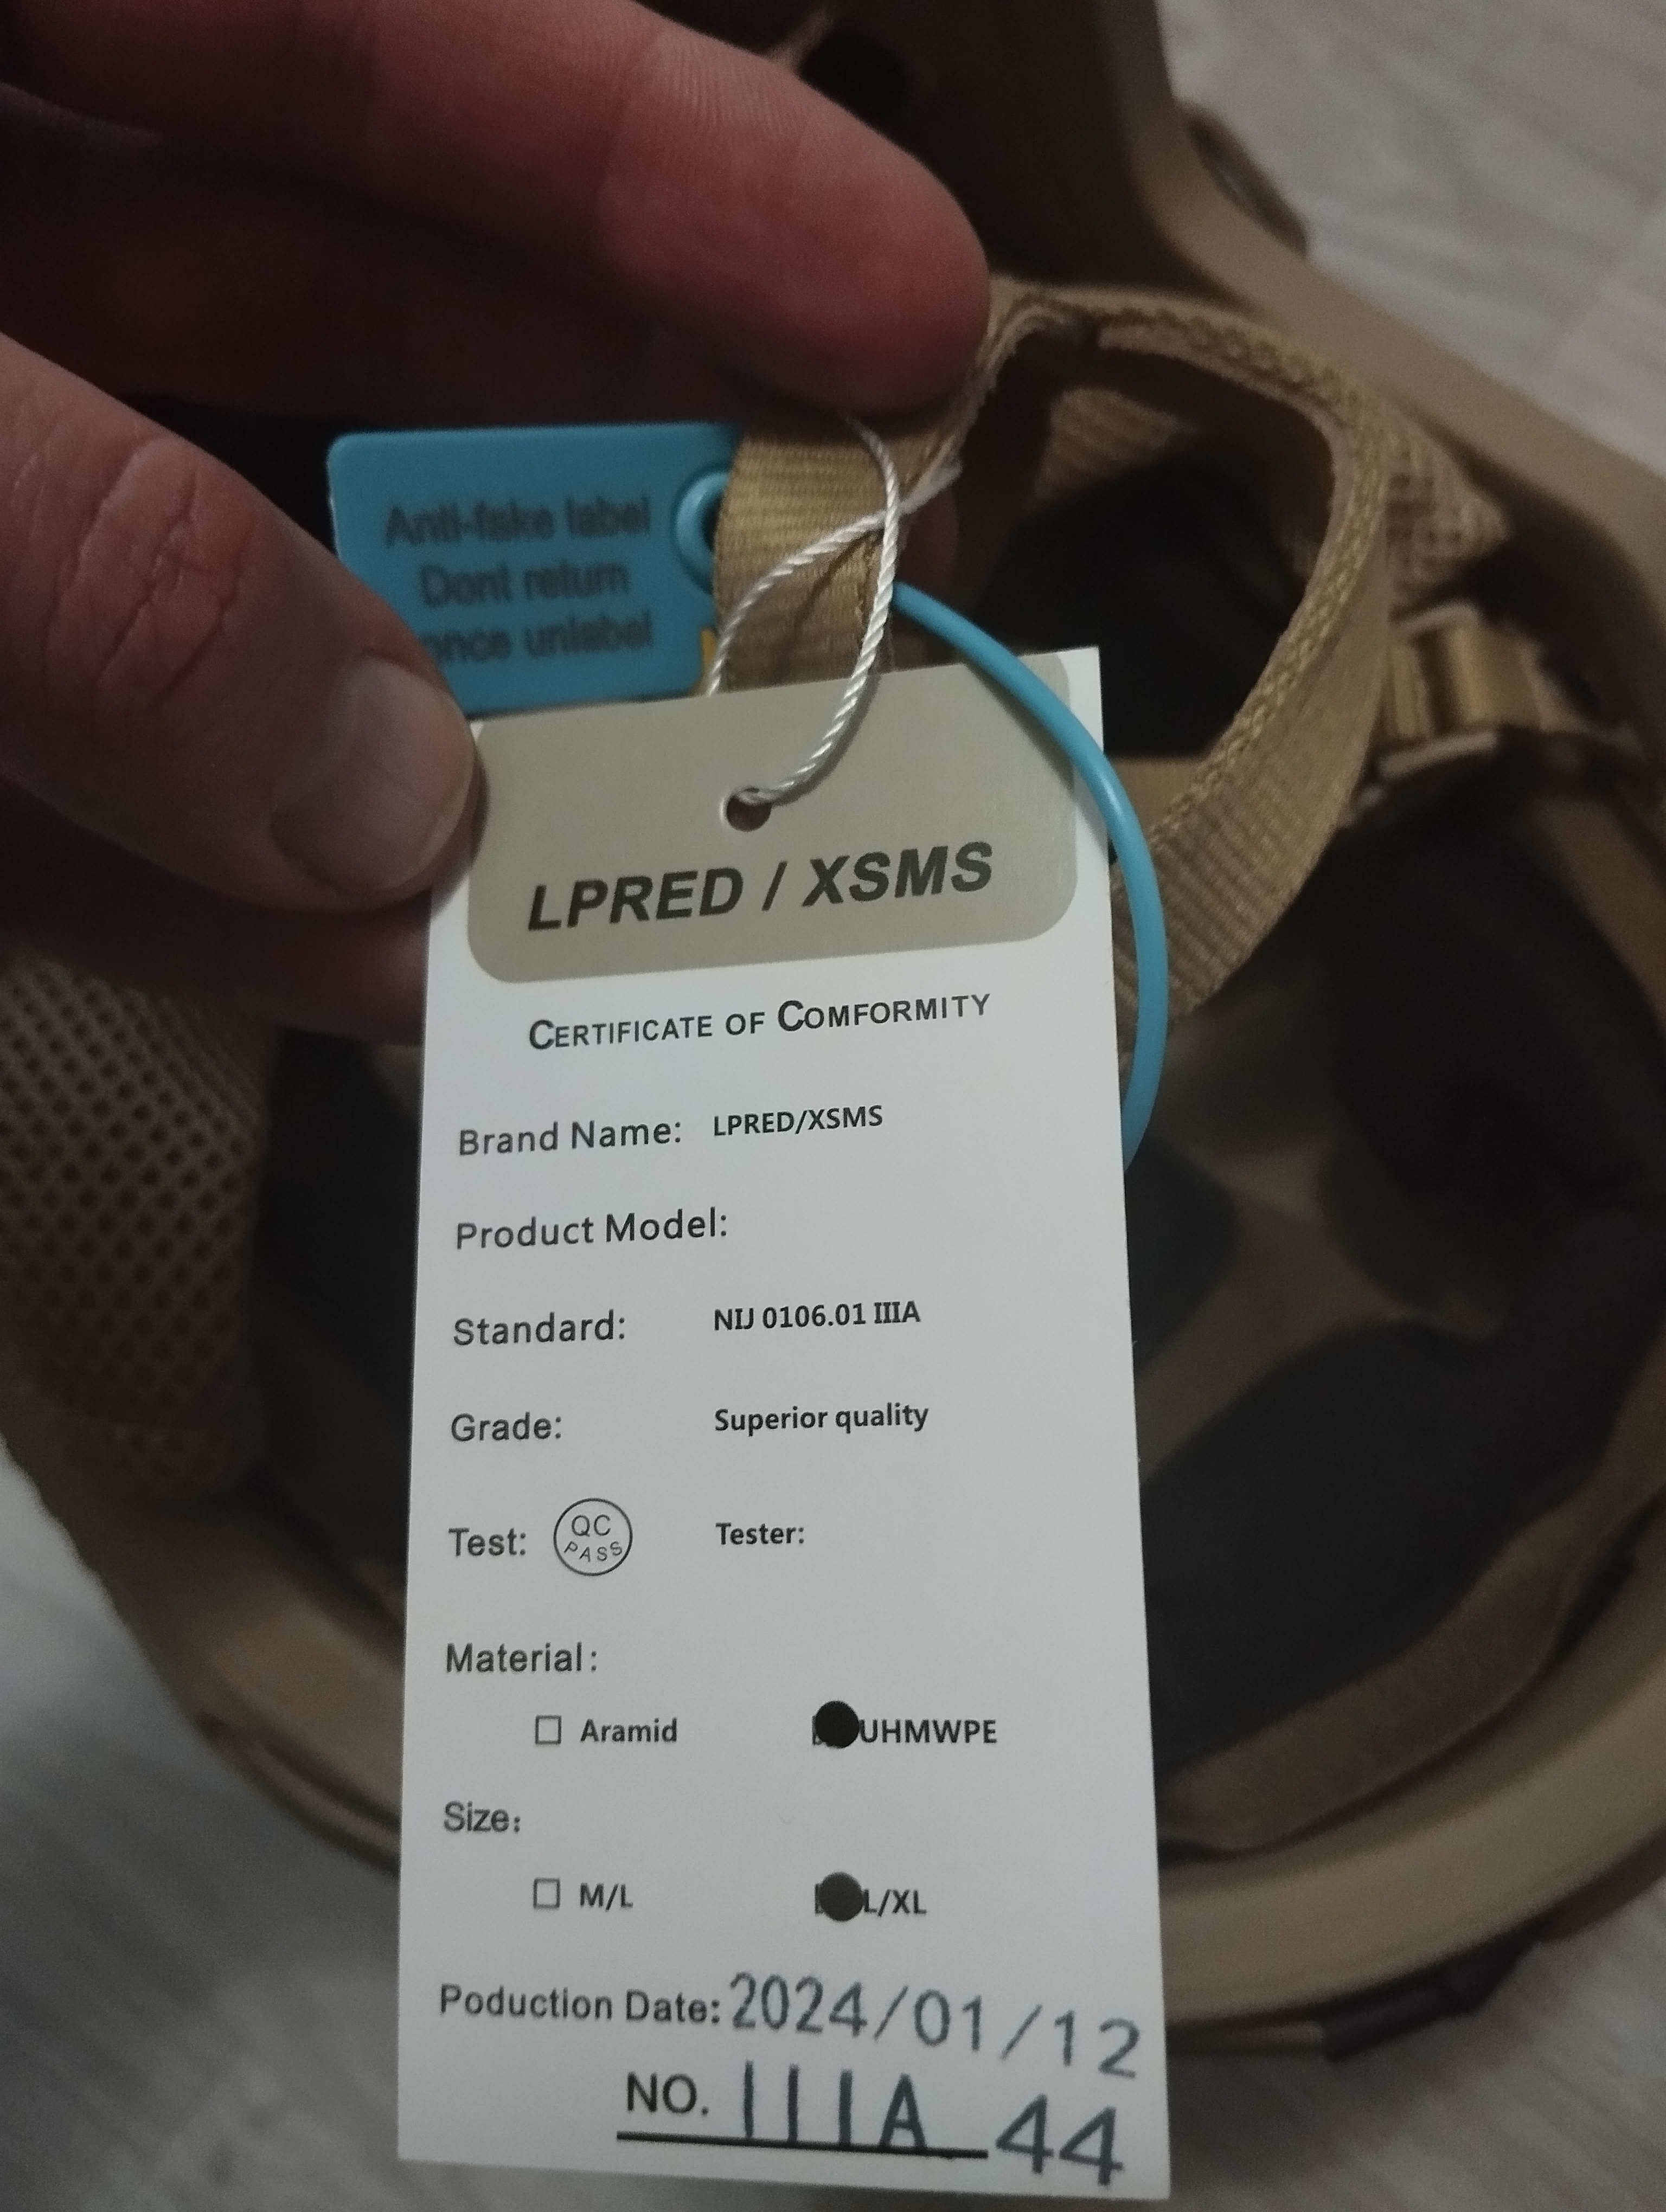 Anti-fake label
Dont return
once unlabel
LPRED / XSMS
CERTIFICATE OF COMFORMITY
Brand Name: LPRED/XSMS
Product Model:
Standard: NIJ 0106.01 IIIA
Grade: Superior quality
Test: QC PASS Tester:
Material:
Aramid UHMWPE
Size:
M/L L/XL
Poduction Date: 2024/01/12
NO. IIIA 44